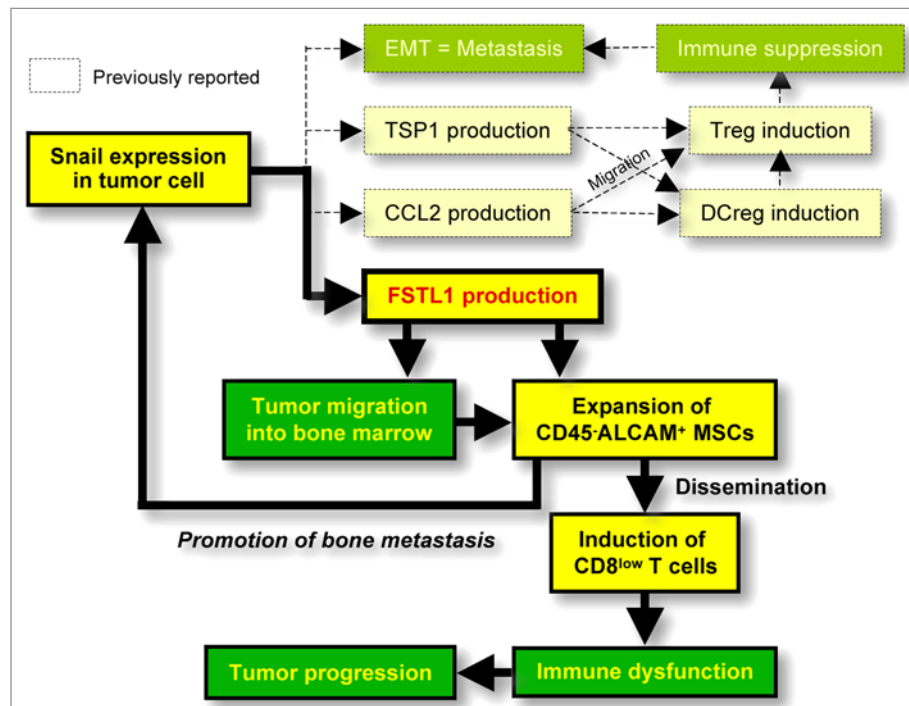 EMT = Metastasis
Immune suppression
Previously reported
TSP1 production
Treg induction
Snail expression
in tumor cell
Migration
CCL2 production
DCreg induction
FSTL1 production
Tumor migration
into bone marrow
Expansion of
CD45⁻ALCAM⁺ MSCs
Dissemination
Promotion of bone metastasis
Induction of
CD8ˡᵒʷ T cells
Tumor progression
Immune dysfunction